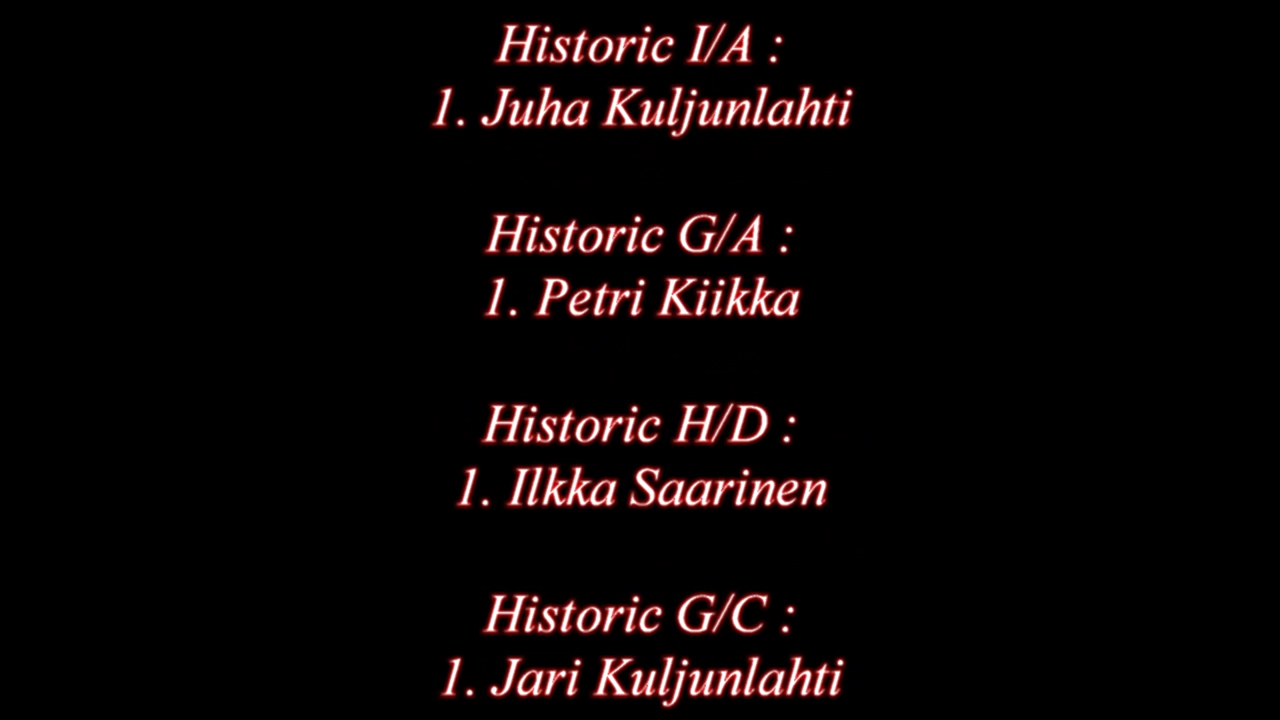 Historic I/A :
1. Juha Kuljunlahti
Historic G/A :
1. Petri Kiikka
Historic H/D :
1. Ilkka Saarinen
Historic G/C :
1. Jari Kuljunlahti